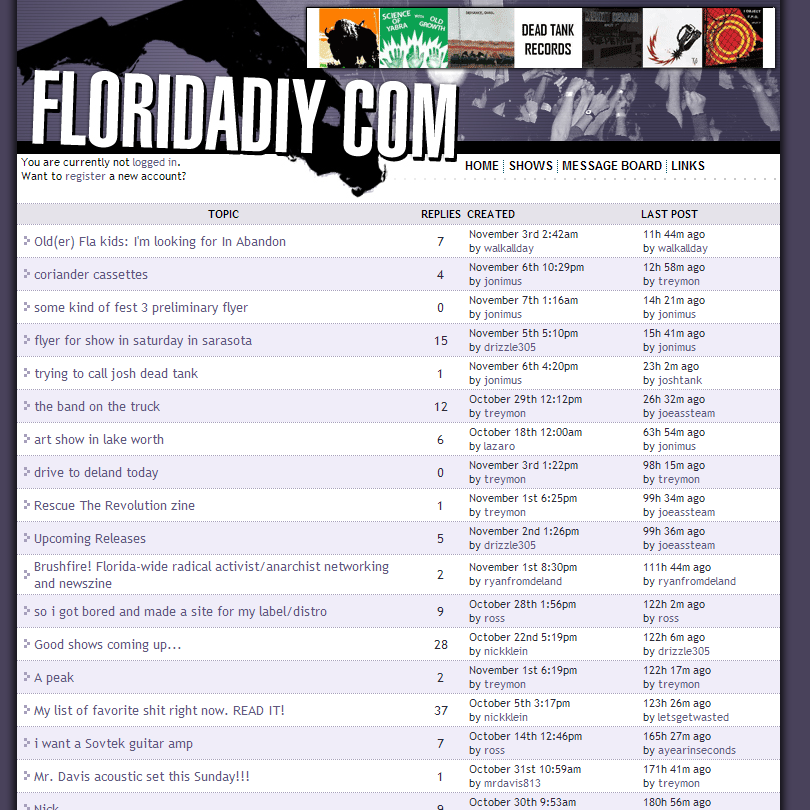 SCIENCE OF YABRA WITH OLD GROWTH
DEAD TANK RECORDS
FLORIDADIY COM
You are currently not logged in.
Want to register a new account?
HOME SHOWS MESSAGE BOARD LINKS
TOPIC REPLIES CREATED LAST POST
Old(er) Fla kids: I'm looking for In Abandon 7 November 3rd 2:42am 11h 44m ago
by walkallday by walkallday
coriander cassettes 4 November 6th 10:29pm 12h 58m ago
by jonimus by treymon
some kind of fest 3 preliminary flyer 0 November 7th 1:16am 14h 21m ago
by jonimus by jonimus
flyer for show in saturday in sarasota 15 November 5th 5:10pm 15h 41m ago
by drizzle305 by jonimus
trying to call josh dead tank 1 November 6th 4:20pm 23h 2m ago
by jonimus by joshtank
the band on the truck 12 October 29th 12:12pm 26h 32m ago
by treymon by joeassteam
art show in lake worth 6 October 18th 12:00am 63h 54m ago
by lazaro by jonimus
drive to deland today 0 November 3rd 1:22pm 98h 15m ago
by treymon by treymon
Rescue The Revolution zine 1 November 1st 6:25pm 99h 34m ago
by treymon by joeassteam
Upcoming Releases 5 November 2nd 1:26pm 99h 36m ago
by drizzle305 by joeassteam
Brushfire! Florida-wide radical activist/anarchist networking
and newszine 2 November 1st 8:30pm 111h 44m ago
by ryanfromdeland by ryanfromdeland
so i got bored and made a site for my label/distro 9 October 28th 1:56pm 122h 2m ago
by ross by ross
Good shows coming up... 28 October 22nd 5:19pm 122h 6m ago
by nickklein by drizzle305
A peak 2 November 1st 6:19pm 122h 17m ago
by treymon by treymon
My list of favorite shit right now. READ IT! 37 October 5th 3:17pm 123h 26m ago
by nickklein by letsgetwasted
i want a Sovtek guitar amp 7 October 14th 12:46pm 165h 27m ago
by ross by ayearinseconds
Mr. Davis acoustic set this Sunday!!! 1 October 31st 10:59am 171h 41m ago
by mrdavis813 by treymon
Nick 9 October 30th 9:53am 180h 56m ago